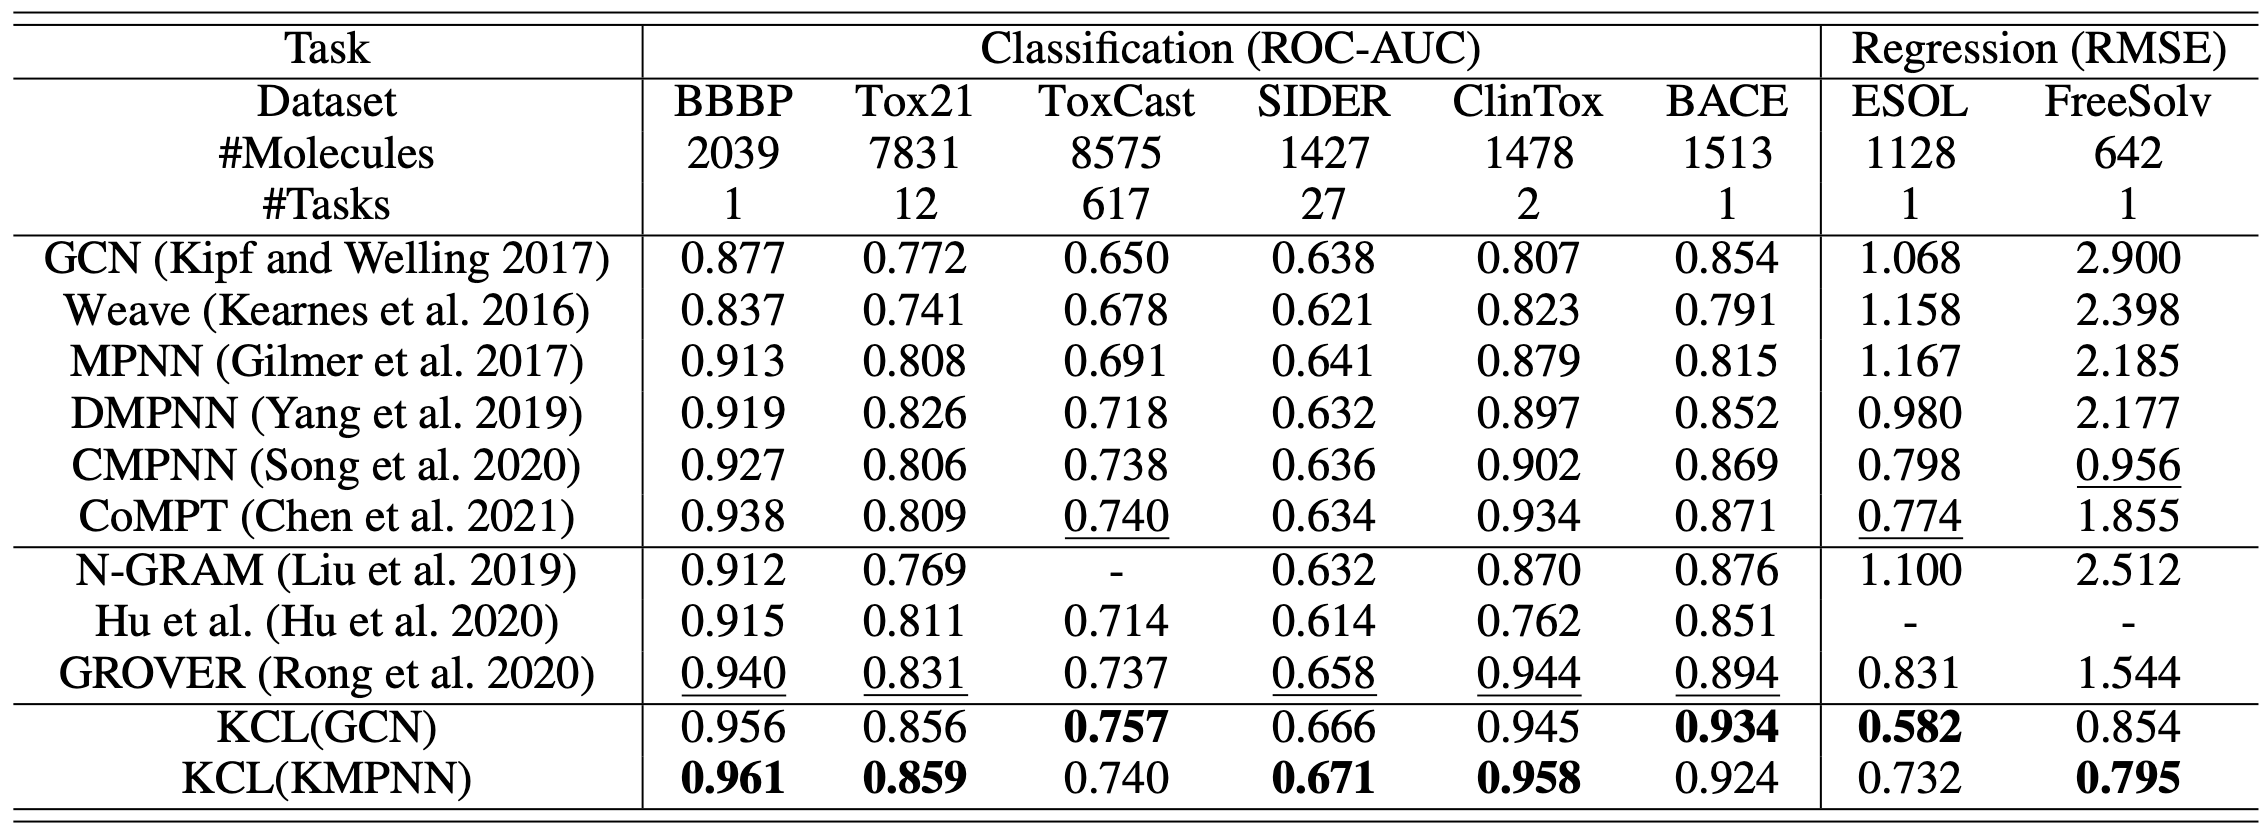 Task Classification (ROC-AUC) Regression (RMSE)
Dataset BBBP Tox21 ToxCast SIDER ClinTox BACE ESOL FreeSolv
#Molecules 2039 7831 8575 1427 1478 1513 1128 642
#Tasks 1 12 617 27 2 1 1 1
GCN (Kipf and Welling 2017) 0.877 0.772 0.650 0.638 0.807 0.854 1.068 2.900
Weave (Kearnes et al. 2016) 0.837 0.741 0.678 0.621 0.823 0.791 1.158 2.398
MPNN (Gilmer et al. 2017) 0.913 0.808 0.691 0.641 0.879 0.815 1.167 2.185
DMPNN (Yang et al. 2019) 0.919 0.826 0.718 0.632 0.897 0.852 0.980 2.177
CMPNN (Song et al. 2020) 0.927 0.806 0.738 0.636 0.902 0.869 0.798 0.956
CoMPT (Chen et al. 2021) 0.938 0.809 0.740 0.634 0.934 0.871 0.774 1.855
N-GRAM (Liu et al. 2019) 0.912 0.769 - 0.632 0.870 0.876 1.100 2.512
Hu et al. (Hu et al. 2020) 0.915 0.811 0.714 0.614 0.762 0.851 - -
GROVER (Rong et al. 2020) 0.940 0.831 0.737 0.658 0.944 0.894 0.831 1.544
KCL(GCN) 0.956 0.856 0.757 0.666 0.945 0.934 0.582 0.854
KCL(KMPNN) 0.961 0.859 0.740 0.671 0.958 0.924 0.732 0.795